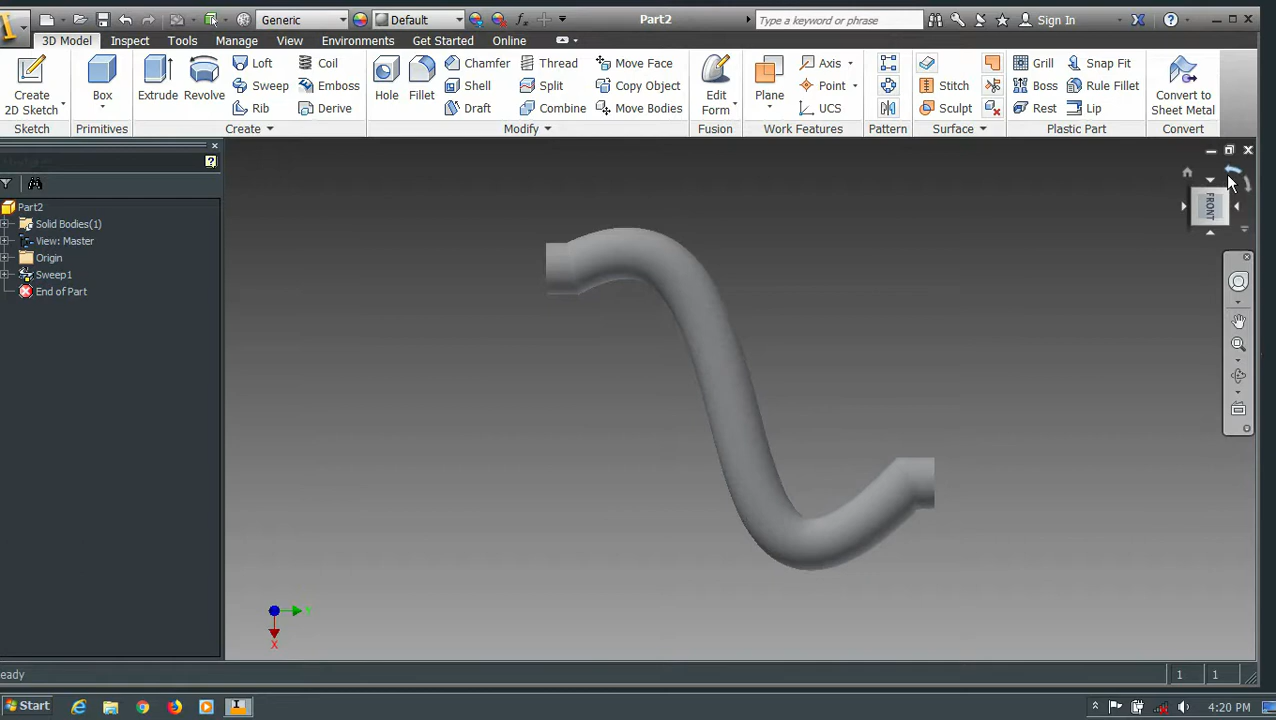 Generic Default Part2 Type a keyword or phrase Sign In
3D Model Inspect Tools Manage View Environments Get Started Online
Loft Coil Chamfer Thread Move Face Axis Grill Snap Fit
Create 2D Sketch Box Extrude Revolve Sweep Emboss Hole Fillet Shell Split Copy Object Edit Form Plane Point Stitch Boss Rule Fillet Convert to Sheet Metal
Rib Derive Draft Combine Move Bodies UCS Sculpt Rest Lip
Sketch Primitives Create Modify Fusion Work Features Pattern Surface Plastic Part Convert
Part2
Solid Bodies(1)
View: Master
Origin
Sweep1
End of Part
FRONT
Y
X
eady 1 1
Start 4:20 PM